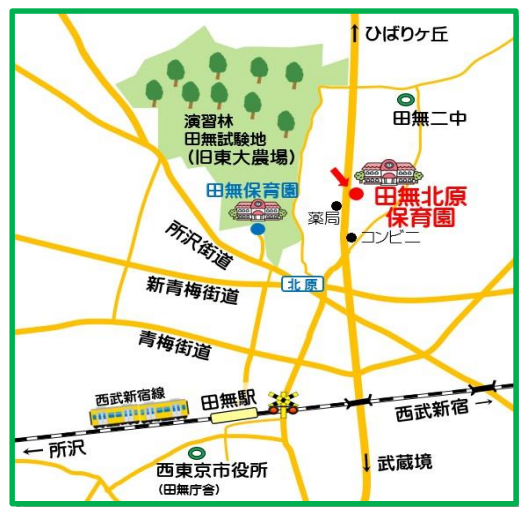 ↑ひばりヶ丘
田無二中
演習林
田無試験地
(旧東大農場)
田無保育園
田無北原
保育園
薬局
コンビニ
所沢街道
北原
新青梅街道
青梅街道
西武新宿線
田無駅
西武新宿→
←所沢
西東京市役所
(田無庁舎)
↓武蔵境